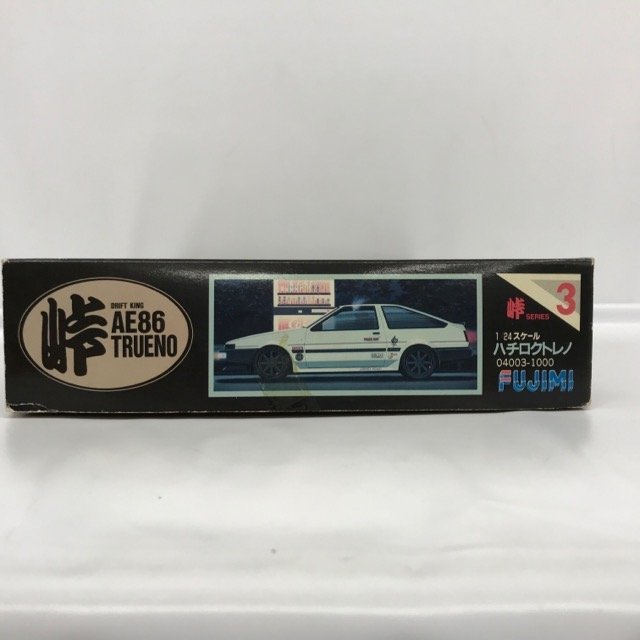 峠
DRIFT KING
AE86
TRUENO
峠 SERIES
3
1/24スケール
ハチロクトレノ
04003-1000
FUJIMI